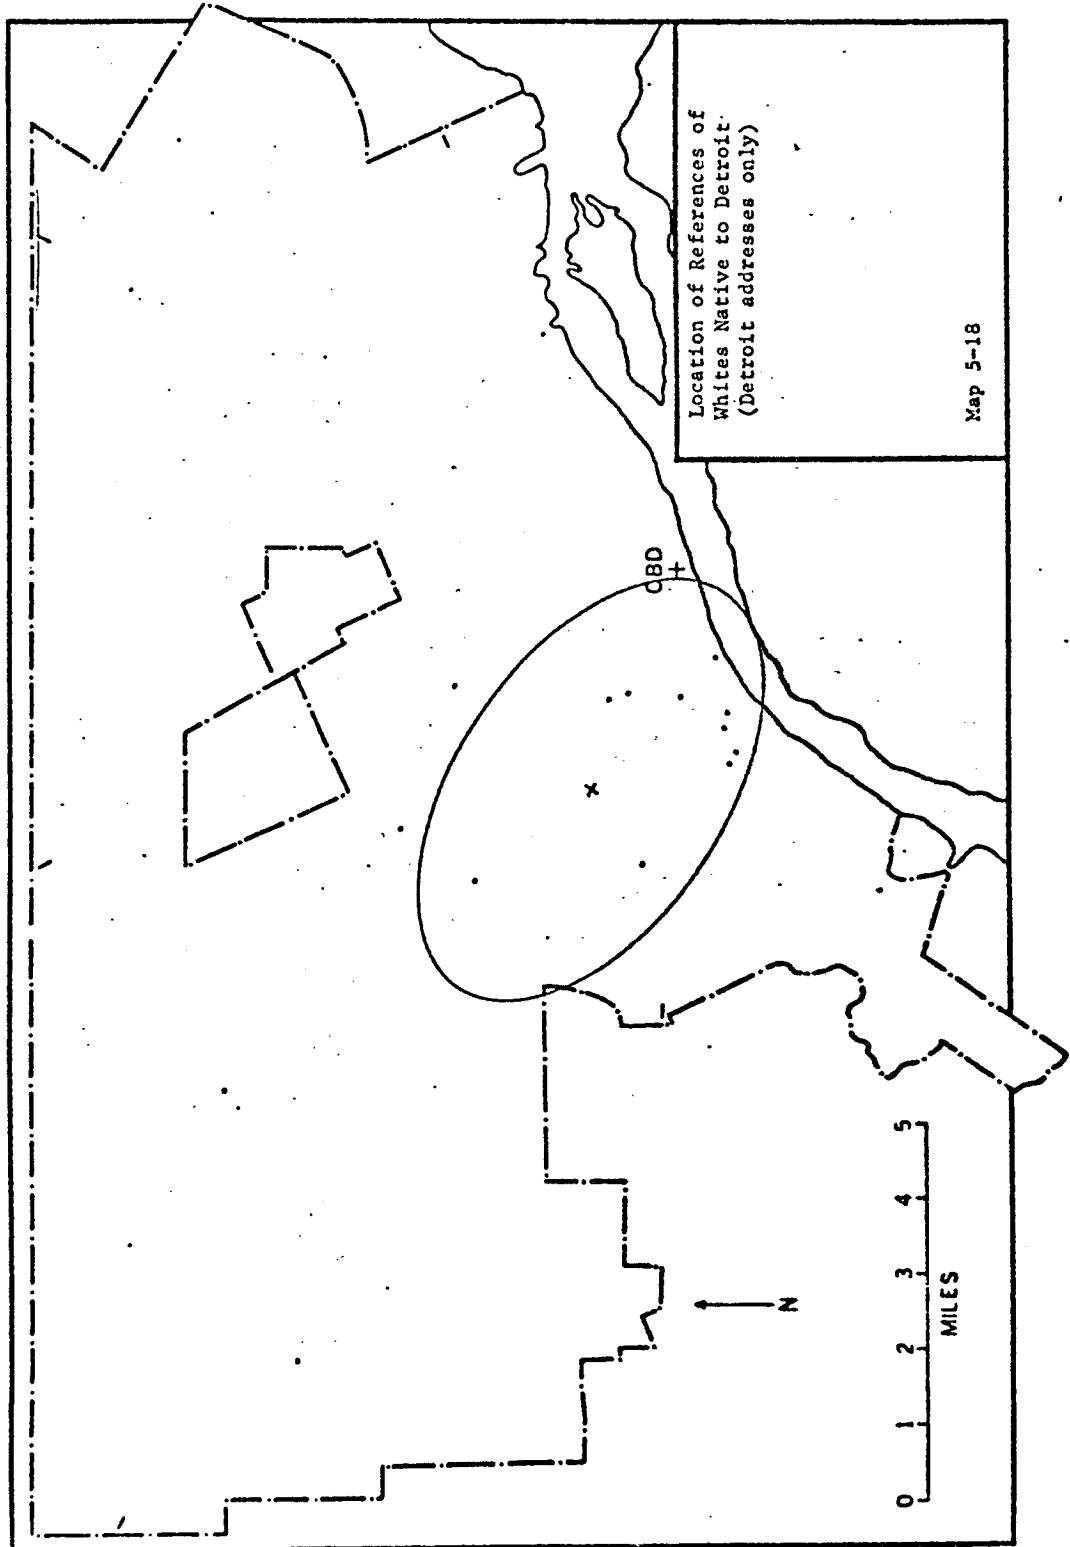 Location of References of
Whites Native to Detroit
(Detroit addresses only)
Map 5-18
CBD
N
0 1 2 3 4 5
MILES